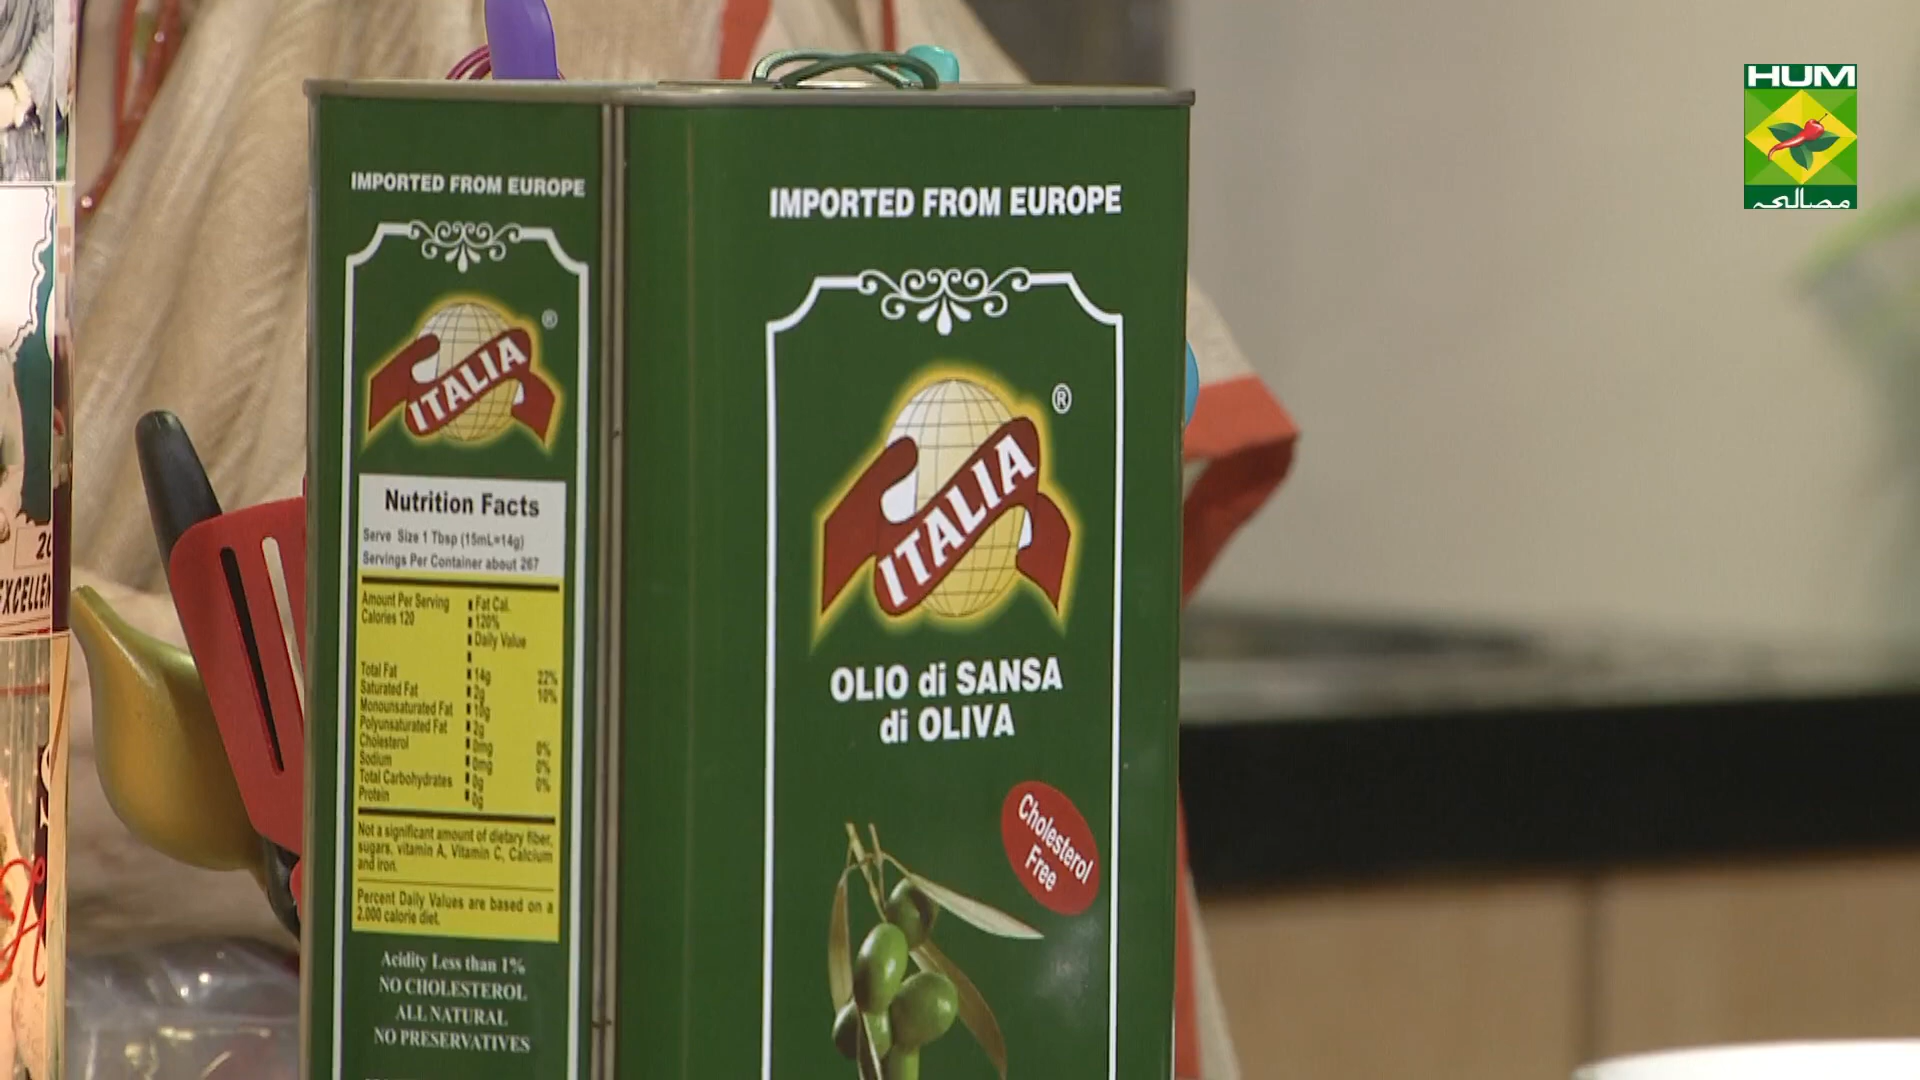 HUM
مصالحہ
IMPORTED FROM EUROPE
ITALIA
®
Nutrition Facts
Serve Size 1 Tbsp (15mL=14g)
Servings Per Container about 267
Amount Per Serving Fat Cal.
Calories 120 120%
Daily Value
Total Fat 14g 22%
Saturated Fat 2g 10%
Monounsaturated Fat 10g
Polyunsaturated Fat 2g
Cholesterol 0mg 0%
Sodium 0mg 0%
Total Carbohydrates 0g 0%
Protein 0g
Not a significant amount of dietary fiber,
sugars, vitamin A, Vitamin C, Calcium
and iron.
Percent Daily Values are based on a
2,000 calorie diet.
Acidity Less than 1%
NO CHOLESTEROL
ALL NATURAL
NO PRESERVATIVES
IMPORTED FROM EUROPE
ITALIA
®
OLIO di SANSA
di OLIVA
Cholesterol
Free